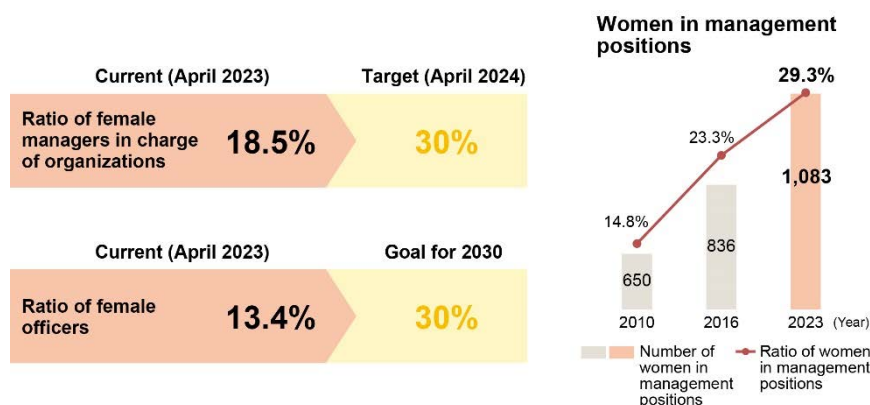 Current (April 2023)
Target (April 2024)
Ratio of female
managers in charge
of organizations
18.5%
30%
Current (April 2023)
Goal for 2030
Ratio of female
officers
13.4%
30%
Women in management
positions
29.3%
23.3%
14.8%
1,083
836
650
2010
2016
2023
(Year)
Number of
women in
management
positions
Ratio of women
in management
positions